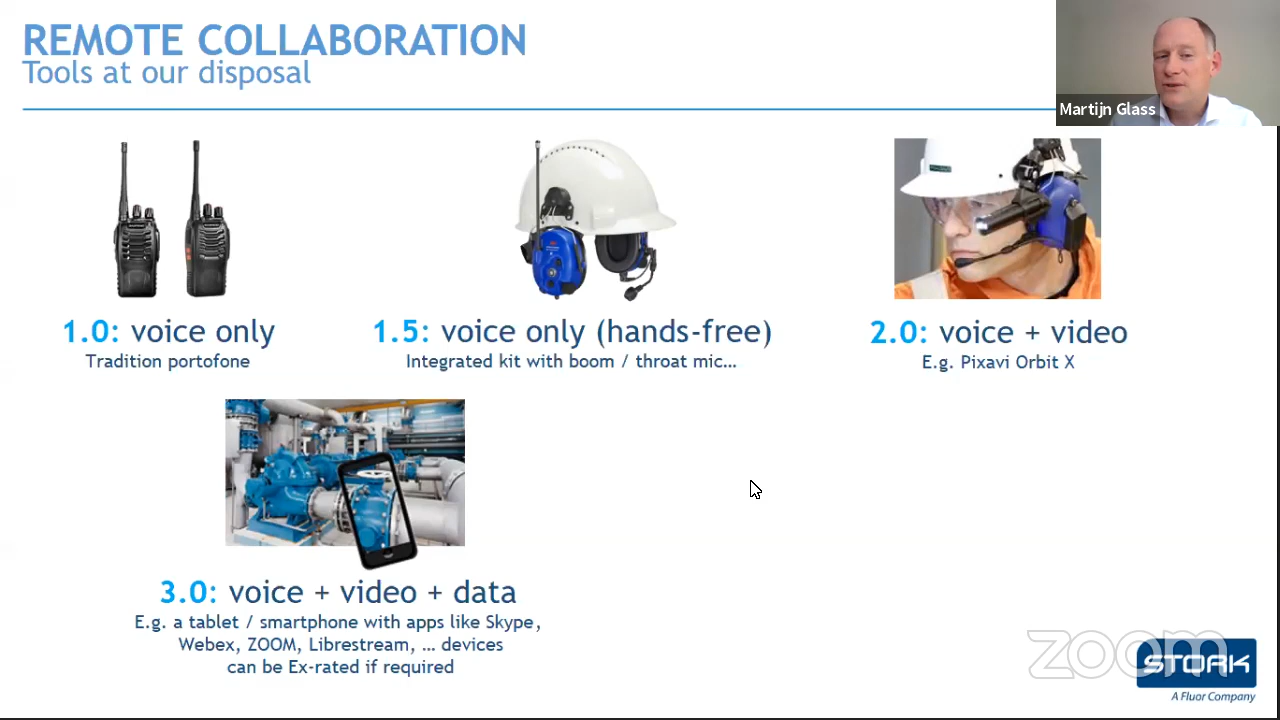 REMOTE COLLABORATION
Tools at our disposal
Martijn Glass
1.0: voice only
Tradition portofone
1.5: voice only (hands-free)
Integrated kit with boom / throat mic…
2.0: voice + video
E.g. Pixavi Orbit X
3.0: voice + video + data
E.g. a tablet / smartphone with apps like Skype,
Webex, ZOOM, Librestream, … devices
can be Ex-rated if required
zoom
STORK
A Fluor Company